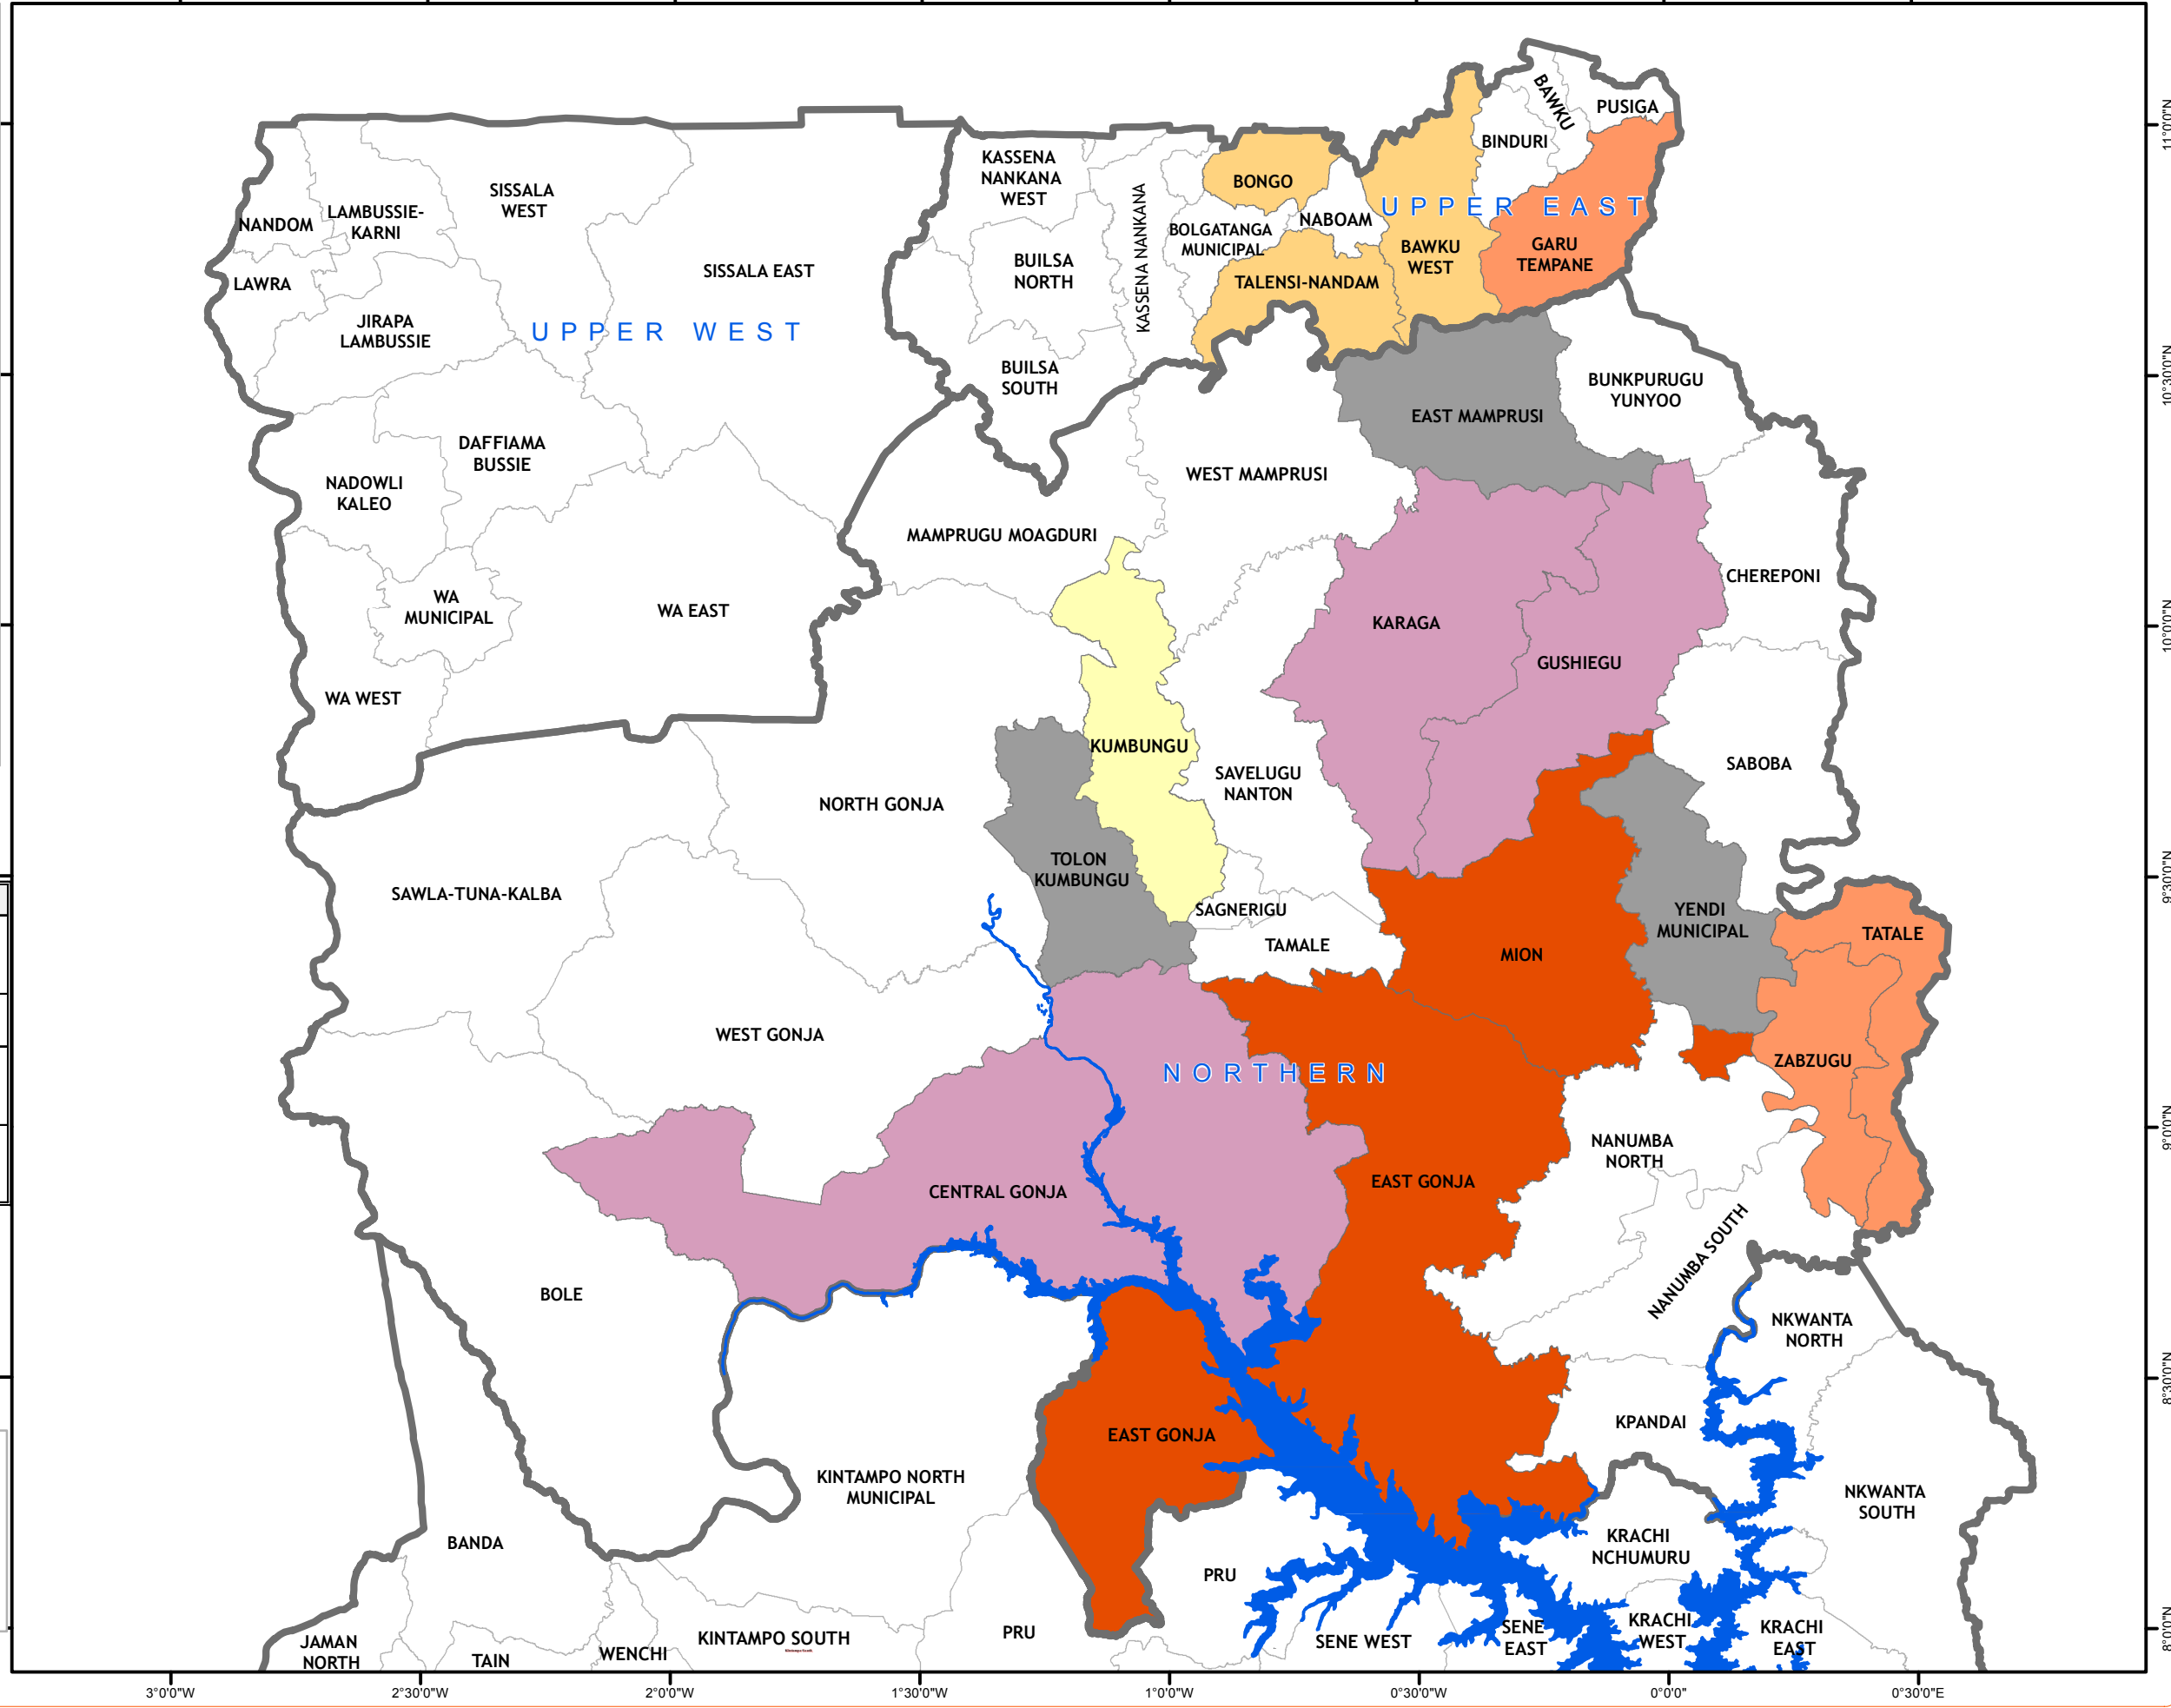 BAWKU
PUSIGA
BINDURI
KASSENA
NANKANA
WEST
BONGO
SISSALA
WEST
LAMBUSSIE-
KARNI
NANDOM
KASSENA NANKANA
UPPER EAST
NABOAM
BOLGATANGA
MUNICIPAL
BAWKU
WEST
GARU
TEMPANE
SISSALA EAST
BUILSA
NORTH
LAWRA
TALENSI-NANDAM
JIRAPA
LAMBUSSIE
UPPER WEST
BUILSA
SOUTH
BUNKPURUGU
YUNYOO
EAST MAMPRUSI
DAFFIAMA
BUSSIE
WEST MAMPRUSI
NADOWLI
KALEO
MAMPRUGU MOAGDURI
CHEREPONI
WA
MUNICIPAL
WA EAST
KARAGA
GUSHIEGU
WA WEST
KUMBUNGU
SAVELUGU
NANTON
SABOBA
NORTH GONJA
TOLON
KUMBUNGU
SAWLA-TUNA-KALBA
SAGNERIGU
YENDI
MUNICIPAL
TATALE
TAMALE
MION
WEST GONJA
ZABZUGU
NORTHERN
NANUMBA
NORTH
CENTRAL GONJA
EAST GONJA
NANUMBA SOUTH
BOLE
NKWANTA
NORTH
KPANDAI
EAST GONJA
KINTAMPO NORTH
MUNICIPAL
NKWANTA
SOUTH
BANDA
KRACHI
NCHUMURU
PRU
JAMAN
NORTH
TAIN
WENCHI
KINTAMPO SOUTH
PRU
SENE WEST
SENE
EAST
KRACHI
WEST
KRACHI
EAST
11°0'0"N
10°30'0"N
10°0'0"N
9°30'0"N
9°0'0"N
8°30'0"N
8°0'0"N
3°0'0"W
2°30'0"W
2°0'0"W
1°30'0"W
1°0'0"W
0°30'0"W
0°0'0"
0°30'0"E